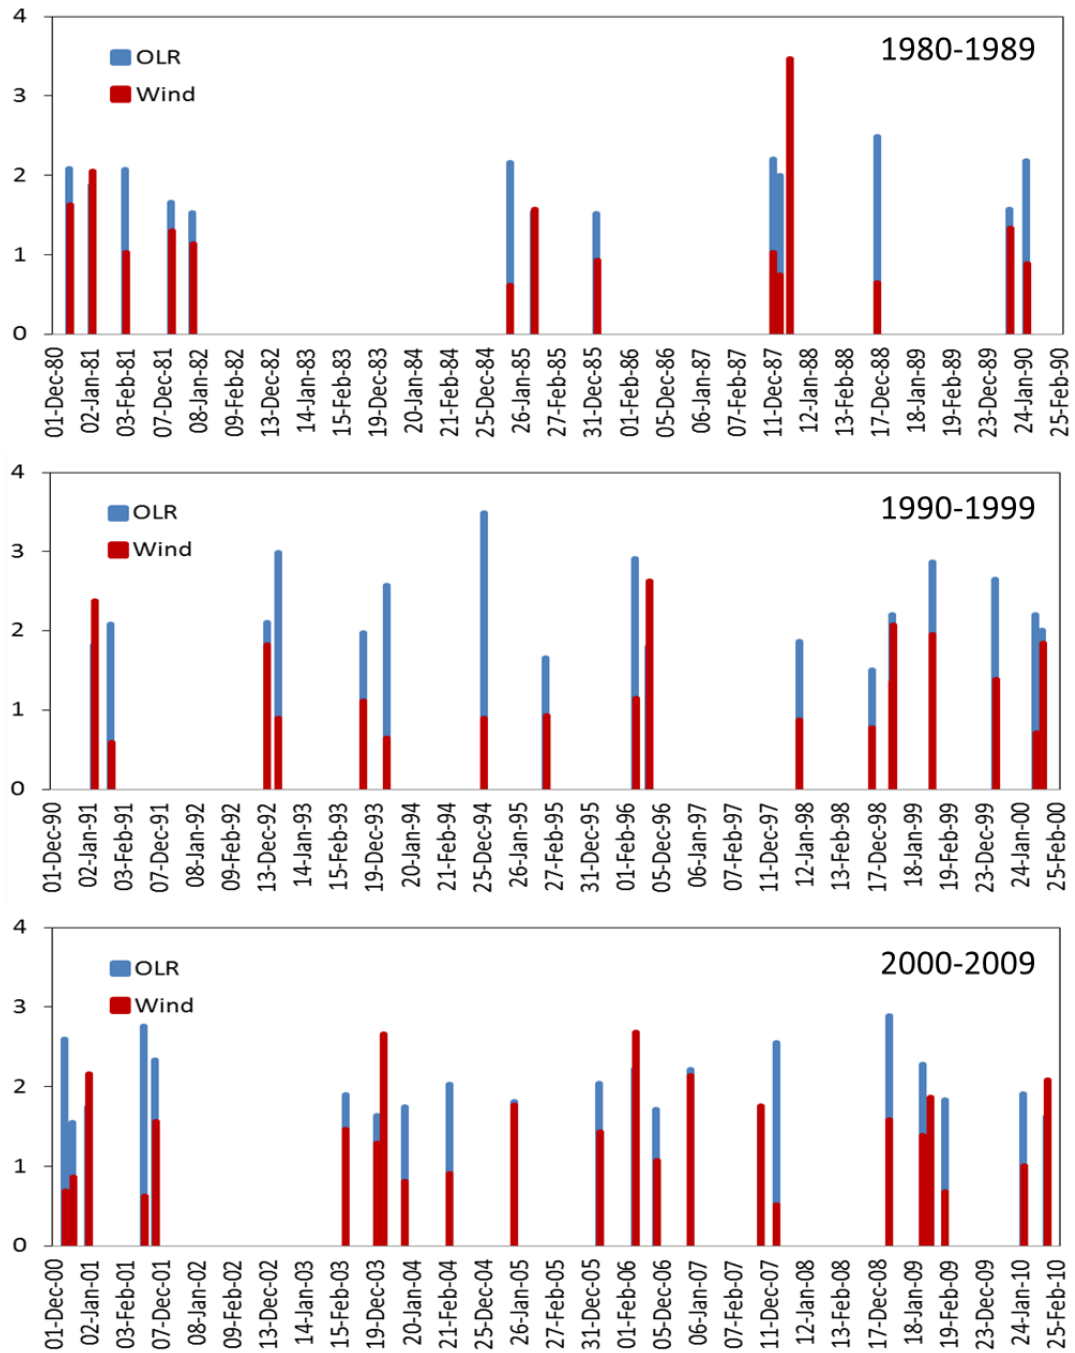 4
3
2
1
0
OLR
Wind
1980-1989
01-Dec-80
02-Jan-81
03-Feb-81
07-Dec-81
08-Jan-82
09-Feb-82
13-Dec-82
14-Jan-83
15-Feb-83
19-Dec-83
20-Jan-84
21-Feb-84
25-Dec-84
26-Jan-85
27-Feb-85
31-Dec-85
01-Feb-86
05-Dec-86
06-Jan-87
07-Feb-87
11-Dec-87
12-Jan-88
13-Feb-88
17-Dec-88
18-Jan-89
19-Feb-89
23-Dec-89
24-Jan-90
25-Feb-90
4
3
2
1
0
OLR
Wind
1990-1999
01-Dec-90
02-Jan-91
03-Feb-91
07-Dec-91
08-Jan-92
09-Feb-92
13-Dec-92
14-Jan-93
15-Feb-93
19-Dec-93
20-Jan-94
21-Feb-94
25-Dec-94
26-Jan-95
27-Feb-95
31-Dec-95
01-Feb-96
05-Dec-96
06-Jan-97
07-Feb-97
11-Dec-97
12-Jan-98
13-Feb-98
17-Dec-98
18-Jan-99
19-Feb-99
23-Dec-99
24-Jan-00
25-Feb-00
4
3
2
1
0
OLR
Wind
2000-2009
01-Dec-00
02-Jan-01
03-Feb-01
07-Dec-01
08-Jan-02
09-Feb-02
13-Dec-02
14-Jan-03
15-Feb-03
19-Dec-03
20-Jan-04
21-Feb-04
25-Dec-04
26-Jan-05
27-Feb-05
31-Dec-05
01-Feb-06
05-Dec-06
06-Jan-07
07-Feb-07
11-Dec-07
12-Jan-08
13-Feb-08
17-Dec-08
18-Jan-09
19-Feb-09
23-Dec-09
24-Jan-10
25-Feb-10